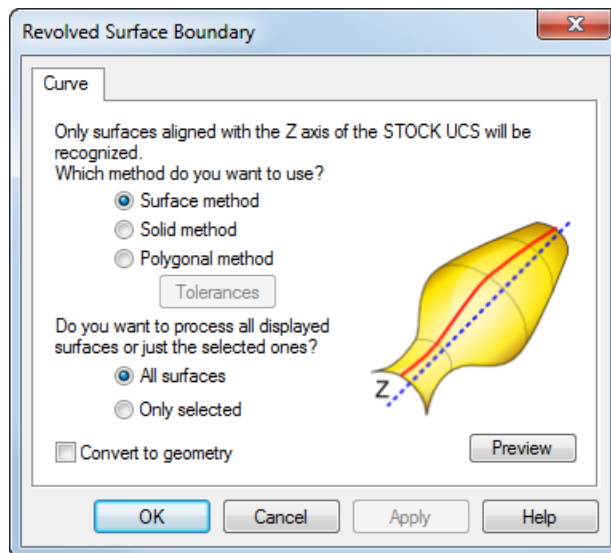 Revolved Surface Boundary
Curve
Only surfaces aligned with the Z axis of the STOCK UCS will be
recognized.
Which method do you want to use?
Surface method
Solid method
Polygonal method
Tolerances
Do you want to process all displayed
surfaces or just the selected ones?
All surfaces
Only selected
Z
Convert to geometry
Preview
OK
Cancel
Apply
Help